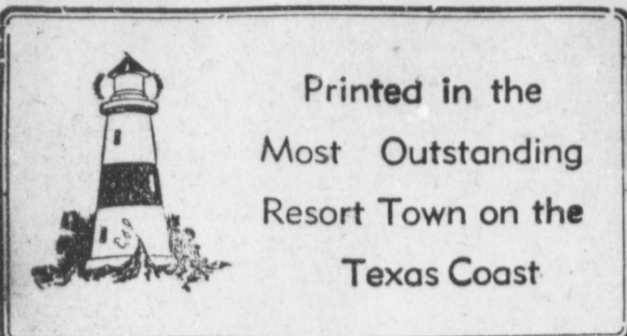 Printed in the
Most Outstanding
Resort Town on the
Texas Coast